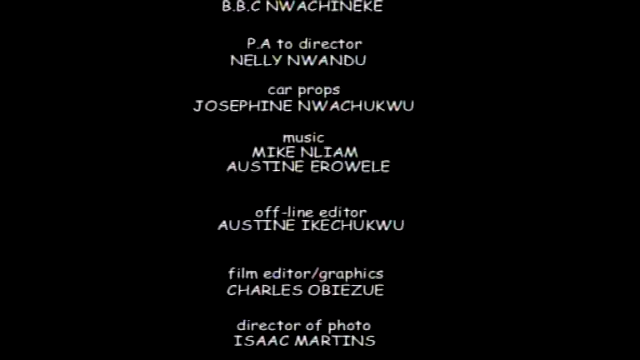 B.B.C NWACHINEKE
P.A to director
NELLY NWANDU
car props
JOSEPHINE NWACHUKWU
music
MIKE NLIAM
AUSTINE EROWELE
off-line editor
AUSTINE IKECHUKWU
film editor/graphics
CHARLES OBIEZUE
director of photo
ISAAC MARTINS